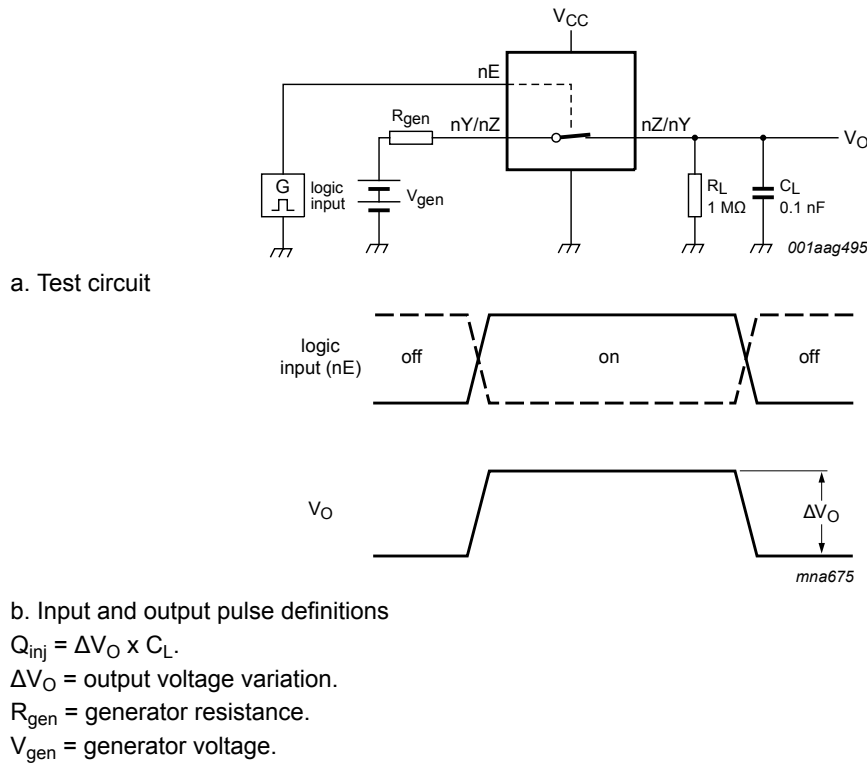 VCC
nE
Rgen
nY/nZ
nZ/nY
VO
G
logic
input
Vgen
RL
1 MΩ
CL
0.1 nF
001aag495
a. Test circuit
logic
input (nE)
off
on
off
VO
ΔVO
mna675
b. Input and output pulse definitions
Qinj = ΔVO x CL.
ΔVO = output voltage variation.
Rgen = generator resistance.
Vgen = generator voltage.